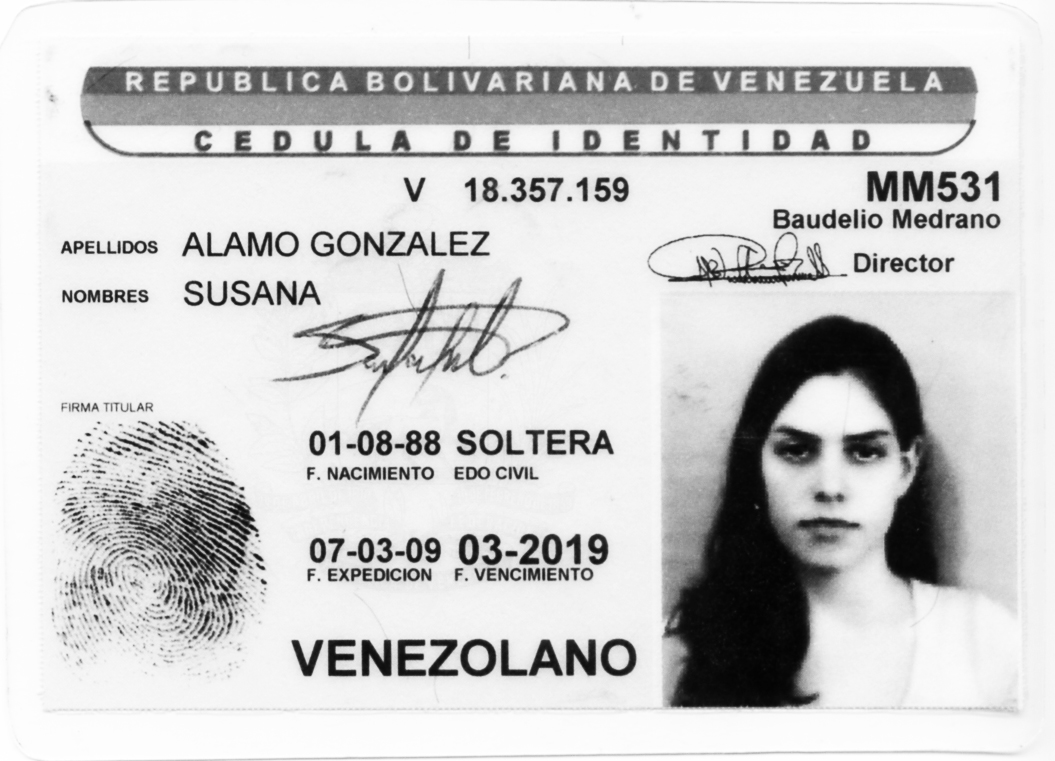 REPUBLICA BOLIVARIANA DE VENEZUELA
CEDULA DE IDENTIDAD
V 18.357.159
MM531
Baudelio Medrano
Director
APELLIDOS ALAMO GONZALEZ
NOMBRES SUSANA
FIRMA TITULAR
01-08-88 SOLTERA
F. NACIMIENTO EDO CIVIL
07-03-09 03-2019
F. EXPEDICION F. VENCIMIENTO
VENEZOLANO